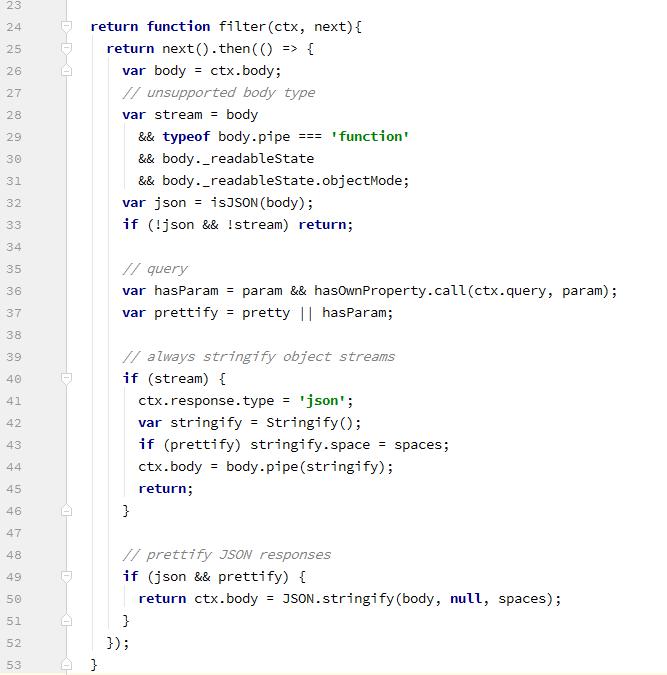 23
24 return function filter(ctx, next){
25 return next().then(() => {
26 var body = ctx.body;
27 // unsupported body type
28 var stream = body
29 && typeof body.pipe === 'function'
30 && body._readableState
31 && body._readableState.objectMode;
32 var json = isJSON(body);
33 if (!json && !stream) return;
34
35 // query
36 var hasParam = param && hasOwnProperty.call(ctx.query, param);
37 var prettify = pretty || hasParam;
38
39 // always stringify object streams
40 if (stream) {
41 ctx.response.type = 'json';
42 var stringify = Stringify();
43 if (prettify) stringify.space = spaces;
44 ctx.body = body.pipe(stringify);
45 return;
46 }
47
48 // prettify JSON responses
49 if (json && prettify) {
50 return ctx.body = JSON.stringify(body, null, spaces);
51 }
52 });
53 }